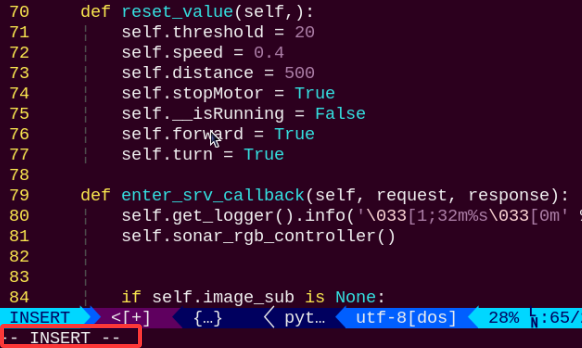 70     def reset_value(self,):
71         self.threshold = 20
72         self.speed = 0.4
73         self.distance = 500
74         self.stopMotor = True
75         self.__isRunning = False
76         self.forward = True
77         self.turn = True
78
79     def enter_srv_callback(self, request, response):
80         self.get_logger().info('\033[1;32m%s\033[0m' %
81         self.sonar_rgb_controller()
82
83
84         if self.image_sub is None:
INSERT <[+] {…} pyt… utf-8[dos] 28% LN:65/
-- INSERT --